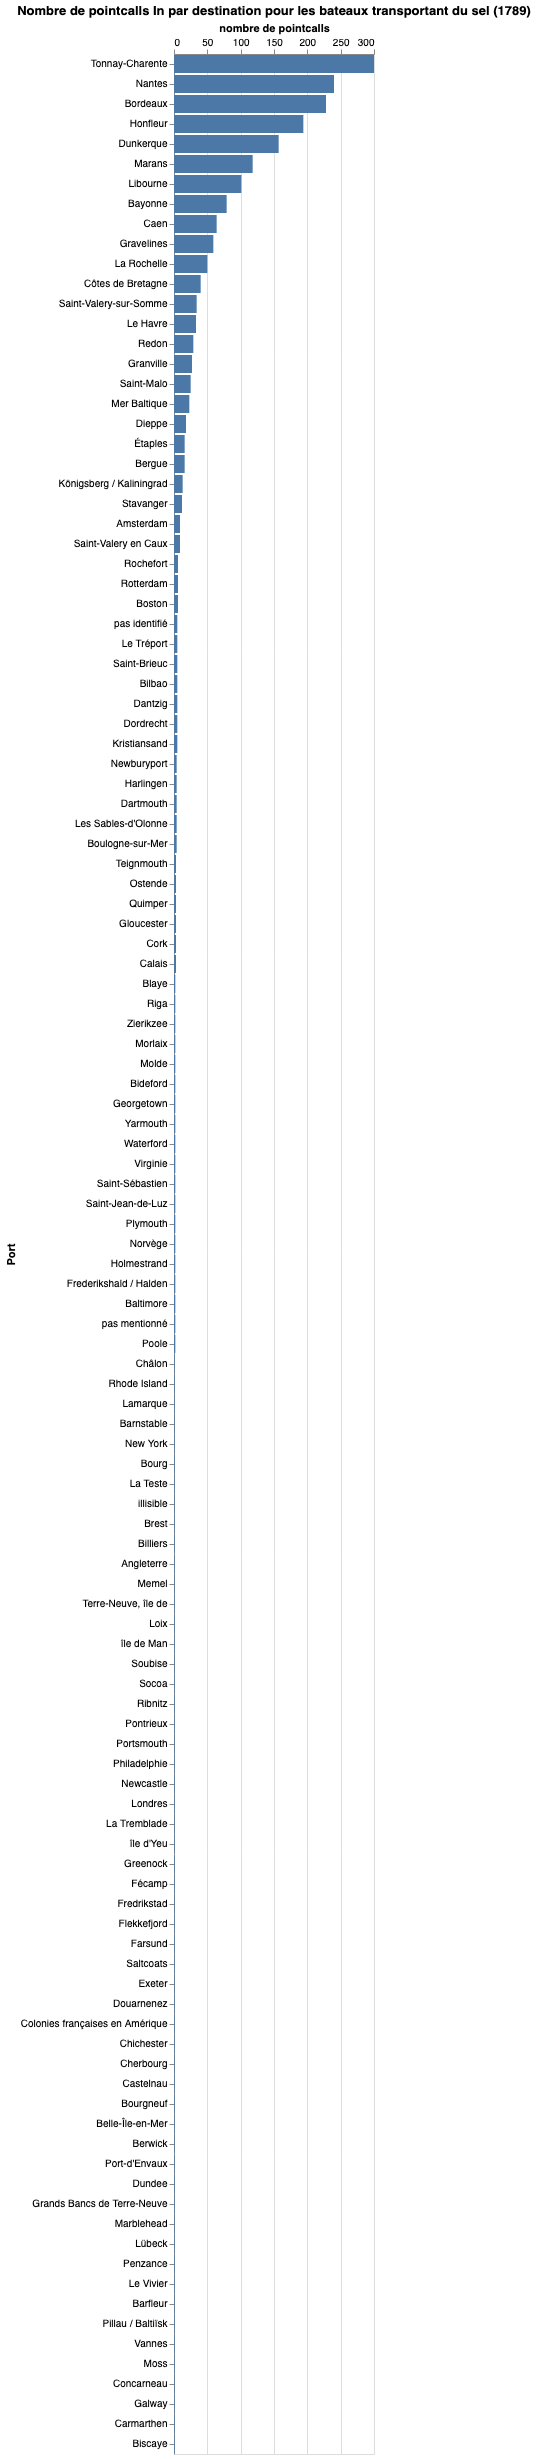 Nombre de pointcalls In par destination pour les bateaux transportant du sel (1789)
nombre de pointcalls
0 50 100 150 200 250 300
Tonnay-Charente
Nantes
Bordeaux
Honfleur
Dunkerque
Marans
Libourne
Bayonne
Caen
Gravelines
La Rochelle
Côtes de Bretagne
Saint-Valery-sur-Somme
Le Havre
Redon
Granville
Saint-Malo
Mer Baltique
Dieppe
Étaples
Bergue
Königsberg / Kaliningrad
Stavanger
Amsterdam
Saint-Valery en Caux
Rochefort
Rotterdam
Boston
pas identifié
Le Tréport
Saint-Brieuc
Bilbao
Dantzig
Dordrecht
Kristiansand
Newburyport
Harlingen
Dartmouth
Les Sables-d'Olonne
Boulogne-sur-Mer
Teignmouth
Ostende
Quimper
Gloucester
Cork
Calais
Blaye
Riga
Zierikzee
Morlaix
Molde
Bideford
Georgetown
Yarmouth
Waterford
Virginie
Saint-Sébastien
Saint-Jean-de-Luz
Plymouth
Norvège
Port
Holmestrand
Frederikshald / Halden
Baltimore
pas mentionné
Poole
Châlon
Rhode Island
Lamarque
Barnstable
New York
Bourg
La Teste
illisible
Brest
Billiers
Angleterre
Memel
Terre-Neuve, île de
Loix
île de Man
Soubise
Socoa
Ribnitz
Pontrieux
Portsmouth
Philadelphie
Newcastle
Londres
La Tremblade
île d'Yeu
Greenock
Fécamp
Fredrikstad
Flekkefjord
Farsund
Saltcoats
Exeter
Douarnenez
Colonies françaises en Amérique
Chichester
Cherbourg
Castelnau
Bourgneuf
Belle-Île-en-Mer
Berwick
Port-d'Envaux
Dundee
Grands Bancs de Terre-Neuve
Marblehead
Lübeck
Penzance
Le Vivier
Barfleur
Pillau / Baltiïsk
Vannes
Moss
Concarneau
Galway
Carmarthen
Biscaye